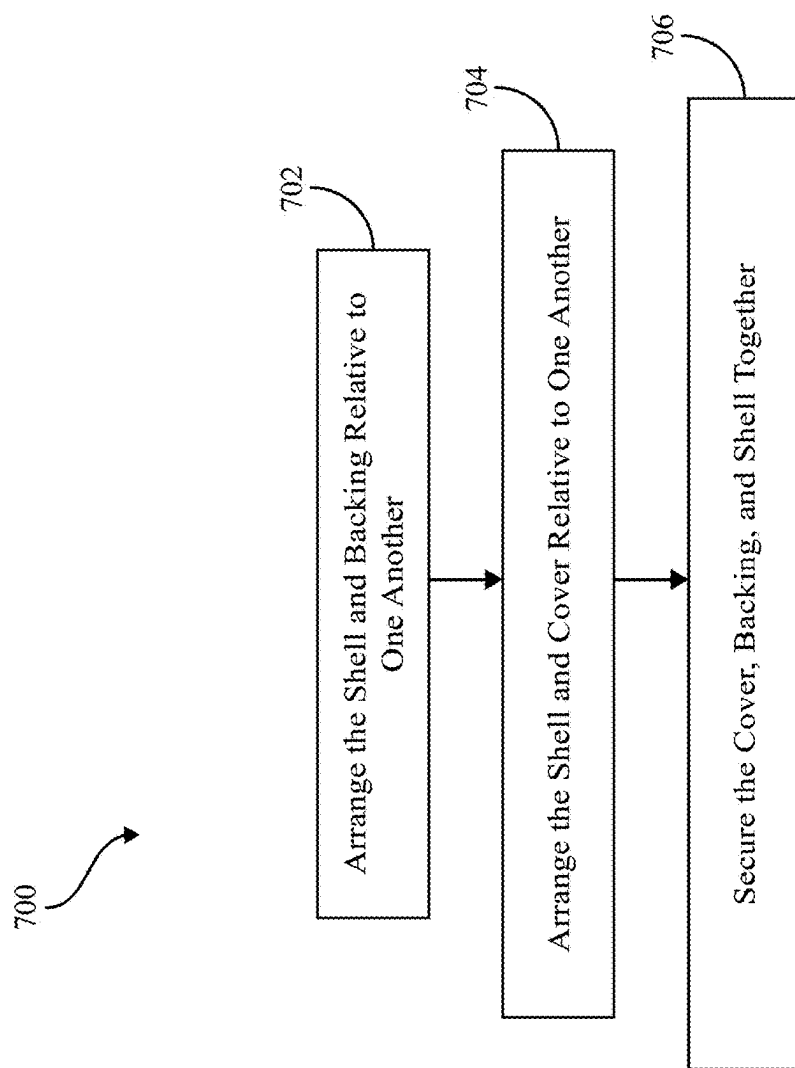 700
702
Arrange the Shell and Backing Relative to
One Another
704
Arrange the Shell and Cover Relative to One Another
706
Secure the Cover, Backing, and Shell Together